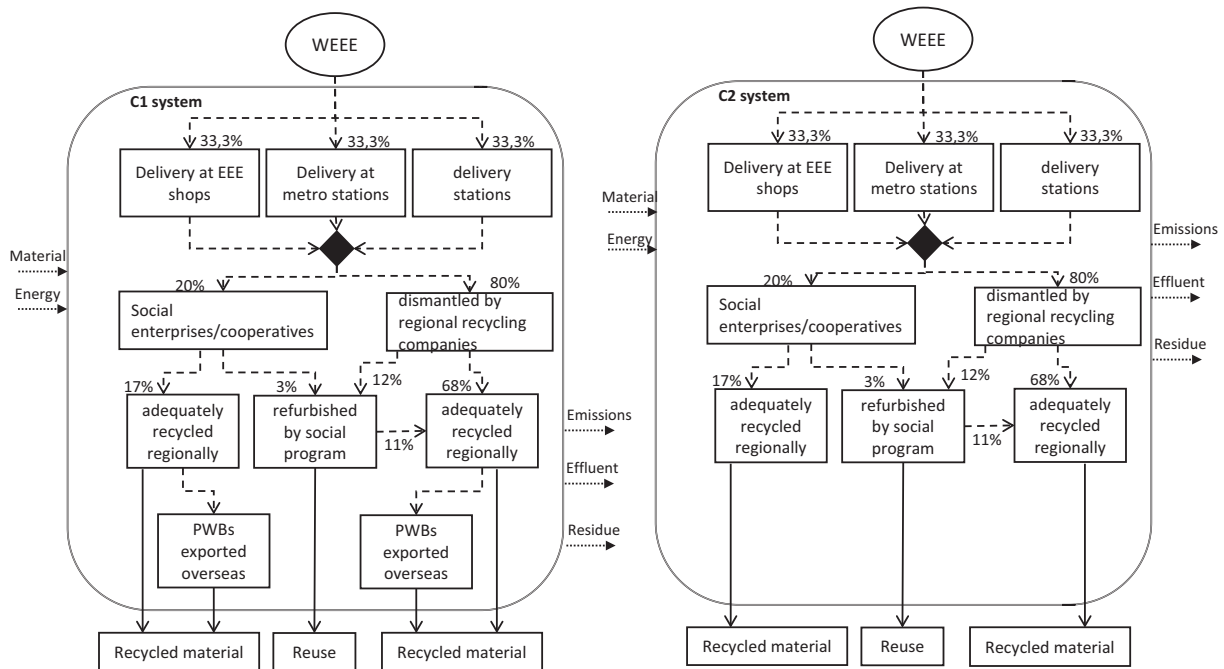 WEEE
C1 system
33,3%
33,3%
33,3%
Delivery at EEE
shops
Delivery at
metro stations
delivery
stations
Material
Energy
20%
80%
Social
enterprises/cooperatives
dismantled by
regional recycling
companies
17%
3%
12%
68%
adequately
recycled
regionally
refurbished
by social
program
11%
adequately
recycled
regionally
Emissions
Effluent
Residue
PWBs
exported
overseas
PWBs
exported
overseas
Recycled material
Reuse
Recycled material
WEEE
C2 system
33,3%
33,3%
33,3%
Delivery at EEE
shops
Delivery at
metro stations
delivery
stations
Material
Energy
Emissions
Effluent
Residue
20%
80%
Social
enterprises/cooperatives
dismantled by
regional recycling
companies
17%
3%
12%
68%
adequately
recycled
regionally
refurbished
by social
program
11%
adequately
recycled
regionally
Recycled material
Reuse
Recycled material